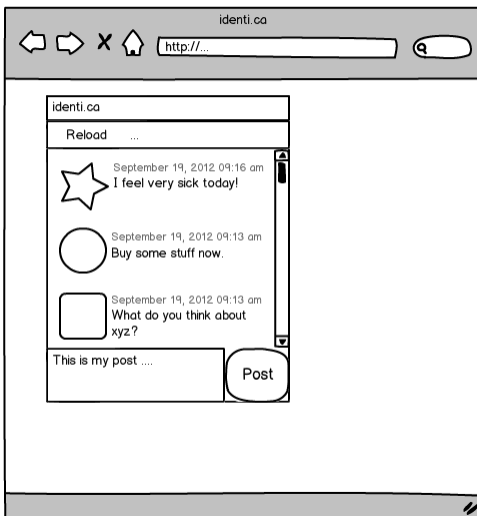 identi.ca
http://...
identi.ca
Reload ...
September 19, 2012 09:16 am
I feel very sick today!
September 19, 2012 09:13 am
Buy some stuff now.
September 19, 2012 09:13 am
What do you think about
xyz?
This is my post ....
Post